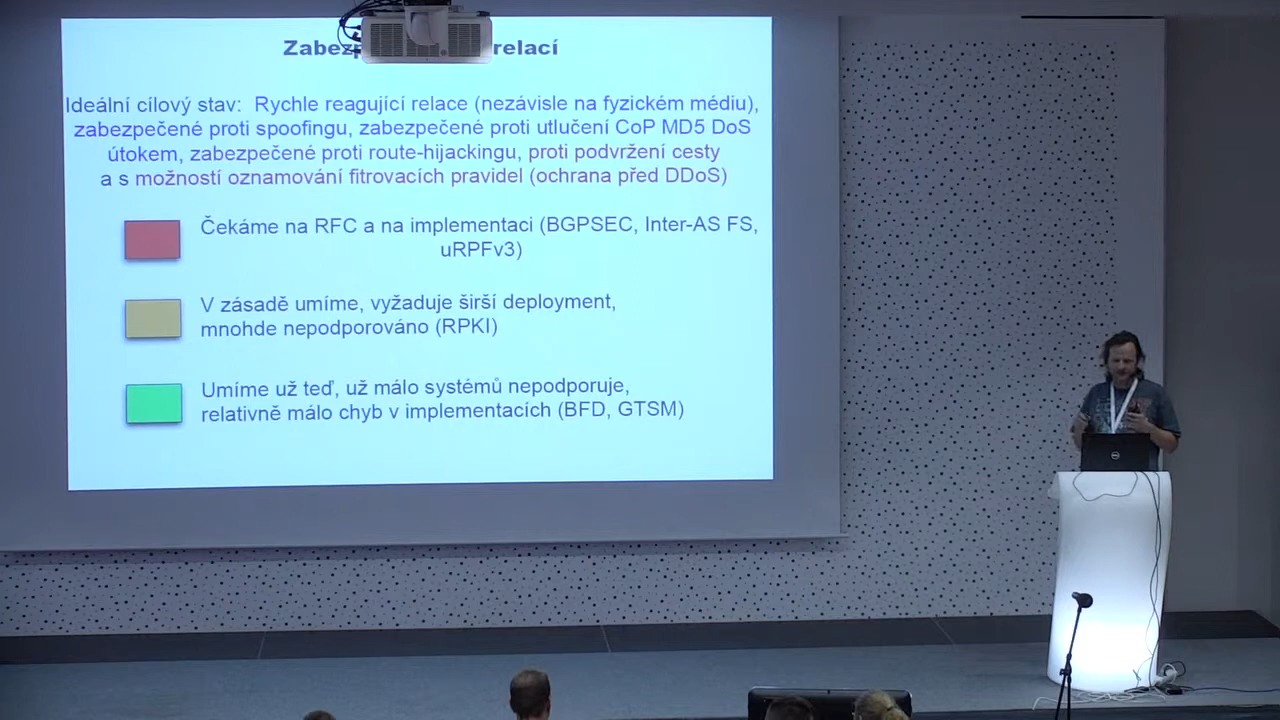 Zabezp relací
Ideální cílový stav: Rychle reagující relace (nezávisle na fyzickém médiu),
zabezpečené proti spoofingu, zabezpečené proti utlučení CoP MD5 DoS
útokem, zabezpečené proti route-hijackingu, proti podvržení cesty
a s možností oznamování fitrovacích pravidel (ochrana před DDoS)
Čekáme na RFC a na implementaci (BGPSEC, Inter-AS FS,
uRPFv3)
V zásadě umíme, vyžaduje širší deployment,
mnohde nepodporováno (RPKI)
Umíme už teď, už málo systémů nepodporuje,
relativně málo chyb v implementacích (BFD, GTSM)